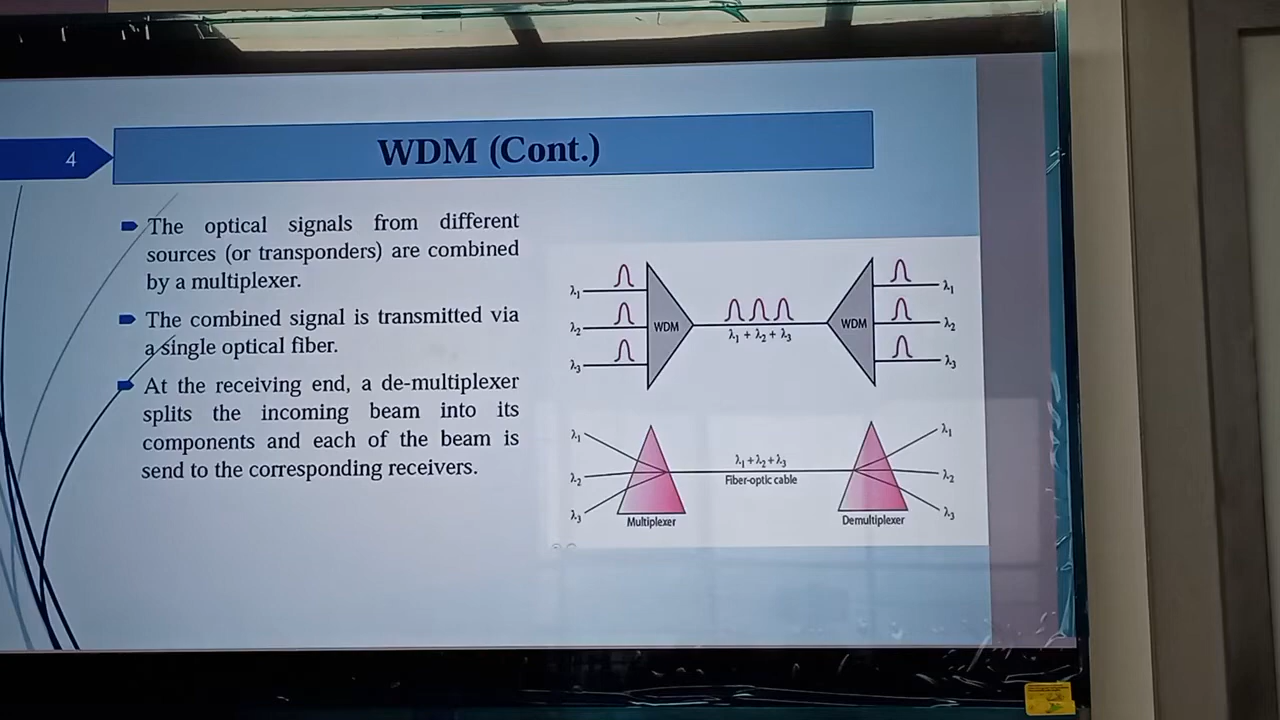 4
WDM (Cont.)
The optical signals from different
sources (or transponders) are combined
by a multiplexer.
The combined signal is transmitted via
a single optical fiber.
At the receiving end, a de-multiplexer
splits the incoming beam into its
components and each of the beam is
send to the corresponding receivers.
λ1
λ2
λ3
WDM
λ1 + λ2 + λ3
WDM
λ1
λ2
λ3
λ1
λ2
λ3
Multiplexer
λ1+λ2+λ3
Fiber-optic cable
Demultiplexer
λ1
λ2
λ3